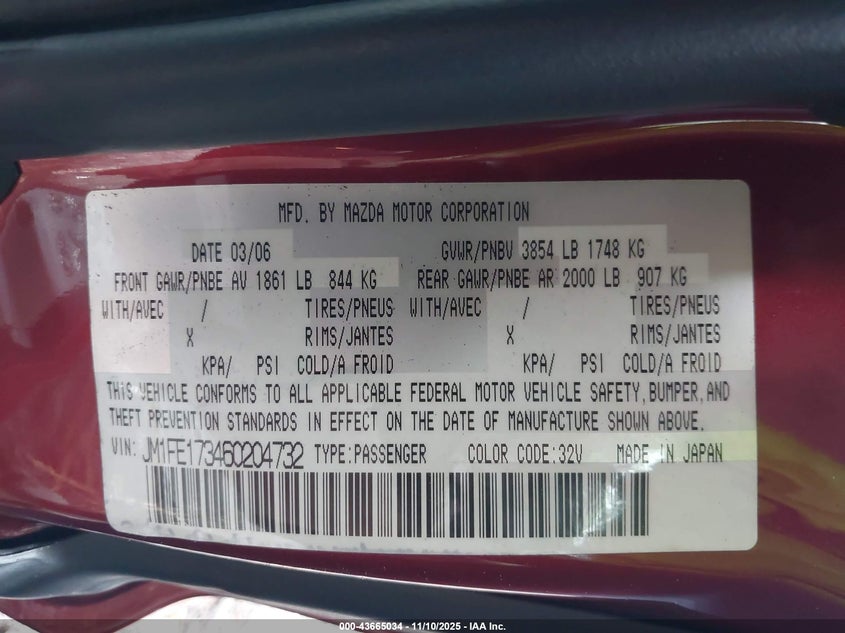 MFD. BY MAZDA MOTOR CORPORATION
DATE 03/06 GVWR/PNBV 3854 LB 1748 KG
FRONT GAWR/PNBE AV 1861 LB 844 KG REAR GAWR/PNBE AR 2000 LB 907 KG
WITH/AVEC / TIRES/PNEUS WITH/AVEC / TIRES/PNEUS
X RIMS/JANTES X RIMS/JANTES
KPA/ PSI COLD/A FROID KPA/ PSI COLD/A FROID
THIS VEHICLE CONFORMS TO ALL APPLICABLE FEDERAL MOTOR VEHICLE SAFETY, BUMPER, AND
THEFT PREVENTION STANDARDS IN EFFECT ON THE DATE OF MANUFACTURE SHOWN ABOVE.
VIN: JM1FE173460204732 TYPE:PASSENGER COLOR CODE:32V MADE IN JAPAN
000-43665034 - 11/10/2025 - IAA Inc.